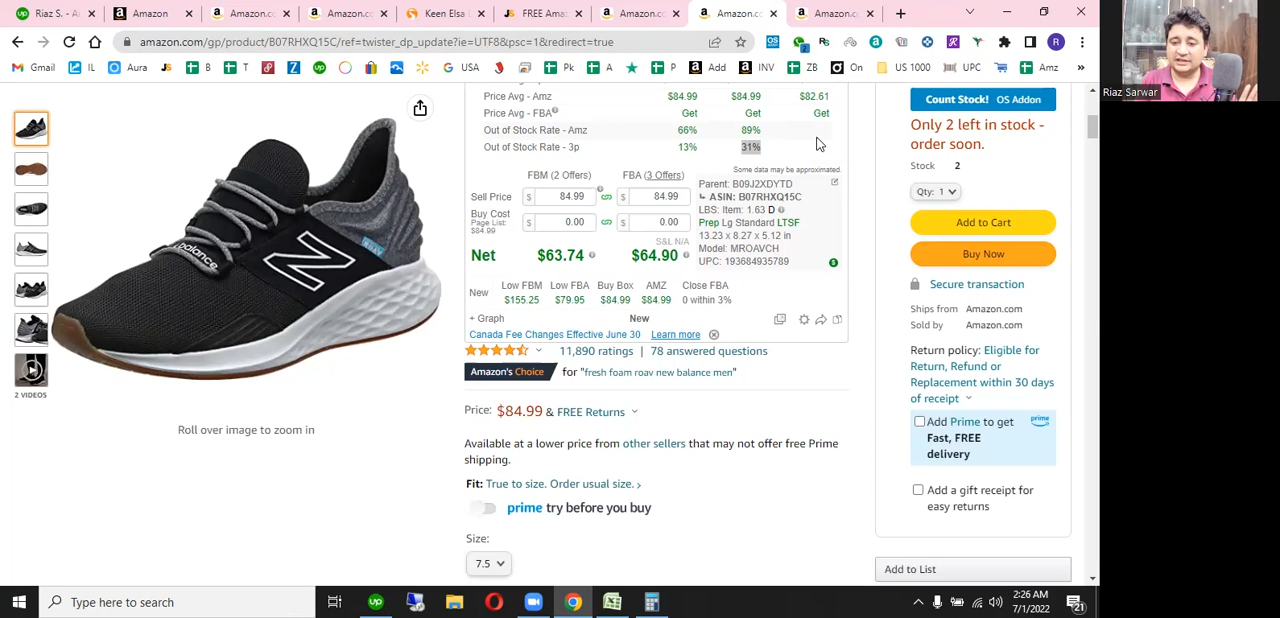 Riaz S. - A
Amazon
Amazon.c
Amazon.c
Keen Elsa
FREE Amaz
Amazon.c
Amazon.c
Amazon.c
amazon.com/gp/product/B07RHXQ15C/ref=twister_dp_update?ie=UTF8&psc=1&redirect=true
Gmail
IL
Aura
B
T
USA
Pk
A
P
Add
INV
ZB
On
US 1000
UPC
Amz
»
Riaz Sarwar
Price Avg - Amz $84.99 $84.99 $82.61
Price Avg - FBA Get Get Get
Out of Stock Rate - Amz 66% 89%
Out of Stock Rate - 3p 13% 31%
Some data may be approximated.
FBM (2 Offers) FBA (3 Offers)
Sell Price $ 84.99 $ 84.99
Buy Cost $ 0.00 $ 0.00
Page List:
$84.99
S&L N/A
Net $63.74 $64.90
Parent: B09J2XDYTD
ASIN: B07RHXQ15C
LBS: Item: 1.63 D
Prep Lg Standard LTSF
13.23 x 8.27 x 5.12 in
Model: MROAVCH
UPC: 193684935789
Low FBM Low FBA Buy Box AMZ Close FBA
New $155.25 $79.95 $84.99 $84.99 0 within 3%
+ Graph New
Canada Fee Changes Effective June 30 Learn more
11,890 ratings | 78 answered questions
Amazon's Choice for "fresh foam roav new balance men"
Price: $84.99 & FREE Returns
Available at a lower price from other sellers that may not offer free Prime
shipping.
Fit: True to size. Order usual size. ›
prime try before you buy
Size:
7.5
2 VIDEOS
Roll over image to zoom in
Count Stock! OS Addon
Only 2 left in stock -
order soon.
Stock 2
Qty: 1
Add to Cart
Buy Now
Secure transaction
Ships from Amazon.com
Sold by Amazon.com
Return policy: Eligible for
Return, Refund or
Replacement within 30 days
of receipt
Add Prime to get
Fast, FREE
delivery
prime
Add a gift receipt for
easy returns
Add to List
Type here to search
2:26 AM
7/1/2022
21